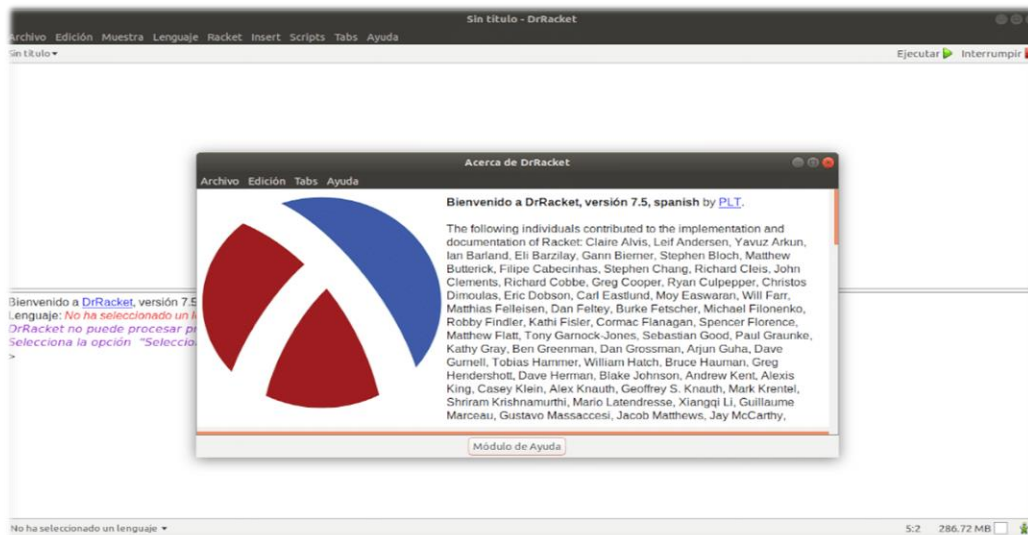 Sin título - DrRacket
Archivo Edición Muestra Lenguaje Racket Insert Scripts Tabs Ayuda
Sin título
Ejecutar Interrumpir
Acerca de DrRacket
Archivo Edición Tabs Ayuda
Bienvenido a DrRacket, versión 7.5, spanish by PLT.
The following individuals contributed to the implementation and
documentation of Racket: Claire Alvis, Leif Andersen, Yavuz Arkun,
Ian Barland, Eli Barzilay, Gann Bierner, Stephen Bloch, Matthew
Butterick, Filipe Cabecinhas, Stephen Chang, Richard Cleis, John
Clements, Richard Cobbe, Greg Cooper, Ryan Culpepper, Christos
Dimoulas, Eric Dobson, Carl Eastlund, Moy Easwaran, Will Farr,
Matthias Felleisen, Dan Feltey, Burke Fetscher, Michael Filonenko,
Robby Findler, Kathi Fisler, Cormac Flanagan, Spencer Florence,
Matthew Flatt, Tony Garnock-Jones, Sebastian Good, Paul Graunke,
Kathy Gray, Ben Greenman, Dan Grossman, Arjun Guha, Dave
Gurnell, Tobias Hammer, William Hatch, Bruce Hauman, Greg
Hendershott, Dave Herman, Blake Johnson, Andrew Kent, Alexis
King, Casey Klein, Alex Knauth, Geoffrey S. Knauth, Mark Krentel,
Shriram Krishnamurthi, Mario Latendresse, Xiangqi Li, Guillaume
Marceau, Gustavo Massaccesi, Jacob Matthews, Jay McCarthy,
Módulo de Ayuda
Bienvenido a DrRacket, versión 7.5
Lenguaje: No ha seleccionado un
DrRacket no puede procesar
Selecciona la opción
>
No ha seleccionado un lenguaje
5:2 286.72 MB